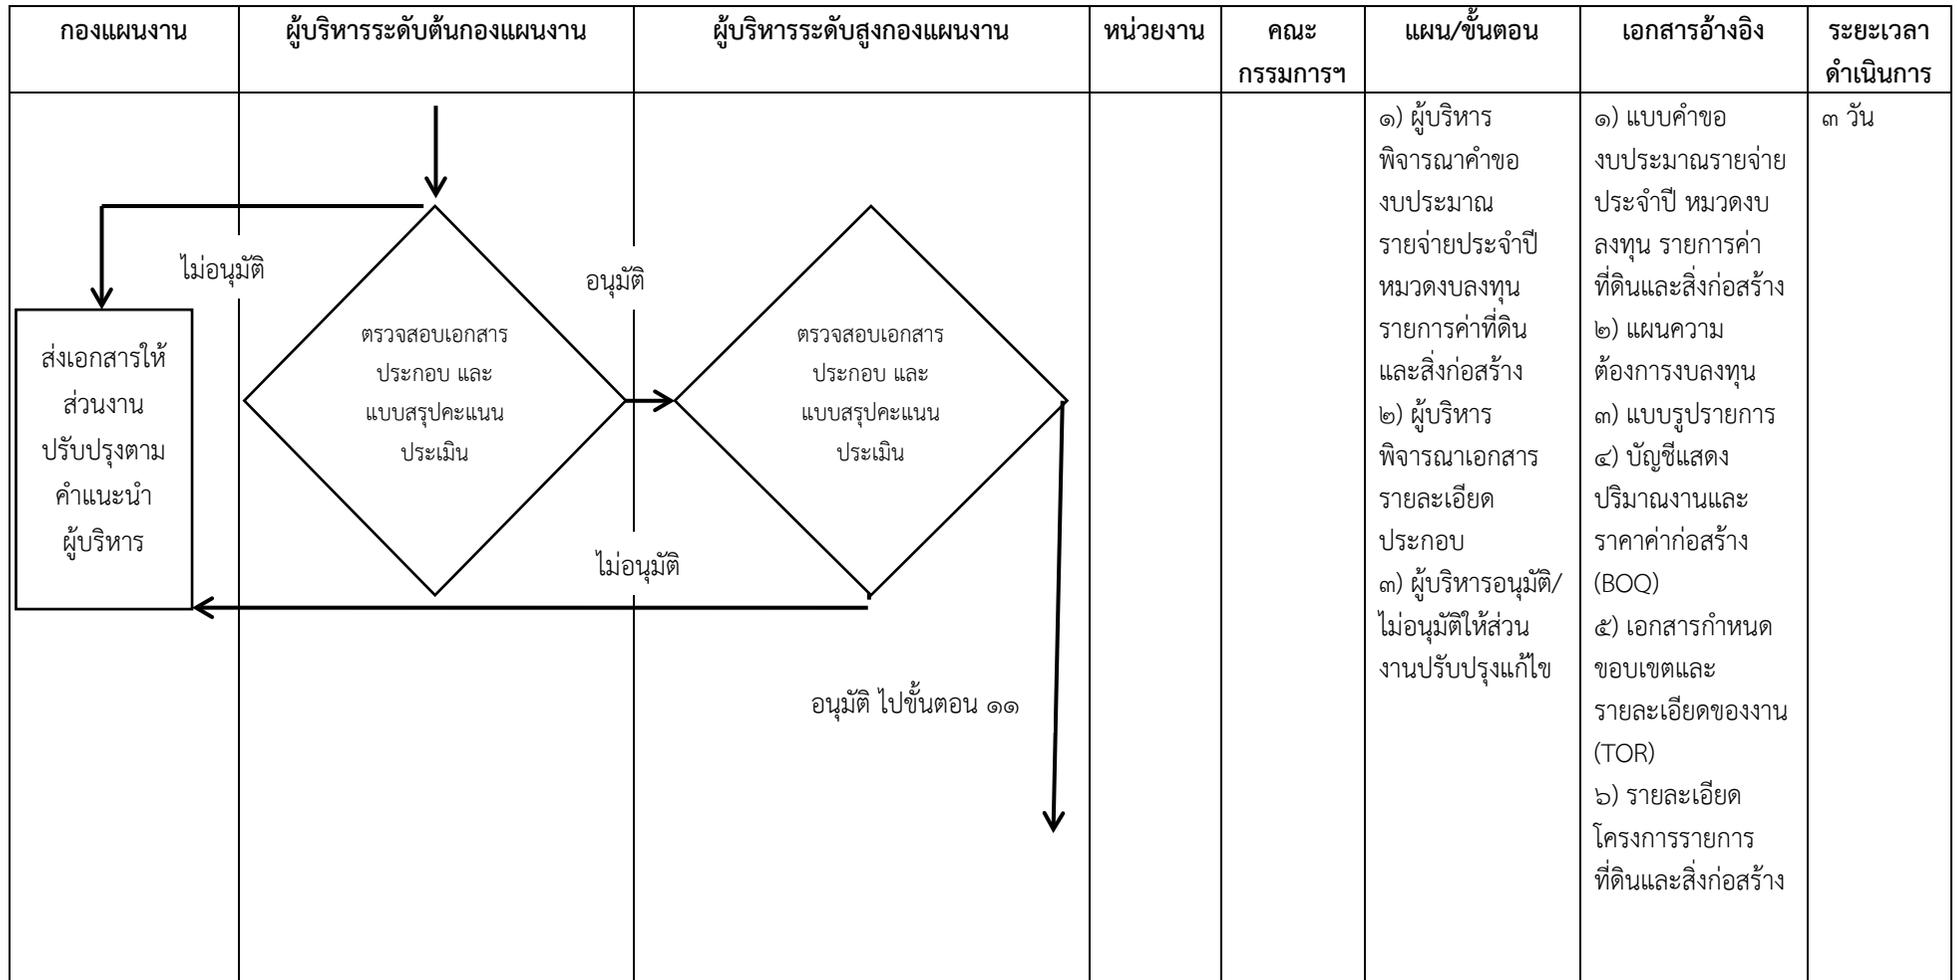 กองแผนงาน
ผู้บริหารระดับต้นกองแผนงาน
ผู้บริหารระดับสูงกองแผนงาน
หน่วยงาน
คณะ
กรรมการฯ
แผน/ขั้นตอน
เอกสารอ้างอิง
ระยะเวลา
ดำเนินการ
ไม่อนุมัติ
ส่งเอกสารให้
ส่วนงาน
ปรับปรุงตาม
คำแนะนำ
ผู้บริหาร
ตรวจสอบเอกสาร
ประกอบ และ
แบบสรุปคะแนน
ประเมิน
อนุมัติ
ตรวจสอบเอกสาร
ประกอบ และ
แบบสรุปคะแนน
ประเมิน
ไม่อนุมัติ
อนุมัติ ไปขั้นตอน ๑๑
๑) ผู้บริหาร
พิจารณาคำขอ
งบประมาณ
รายจ่ายประจำปี
หมวดงบลงทุน
รายการค่าที่ดิน
และสิ่งก่อสร้าง
๒) ผู้บริหาร
พิจารณาเอกสาร
รายละเอียด
ประกอบ
๓) ผู้บริหารอนุมัติ/
ไม่อนุมัติให้ส่วน
งานปรับปรุงแก้ไข
๑) แบบคำขอ
งบประมาณรายจ่าย
ประจำปี หมวดงบ
ลงทุน รายการค่า
ที่ดินและสิ่งก่อสร้าง
๒) แผนความ
ต้องการงบลงทุน
๓) แบบรูปรายการ
๔) บัญชีแสดง
ปริมาณงานและ
ราคาค่าก่อสร้าง
(BOQ)
๕) เอกสารกำหนด
ขอบเขตและ
รายละเอียดของงาน
(TOR)
๖) รายละเอียด
โครงการรายการ
ที่ดินและสิ่งก่อสร้าง
๓ วัน